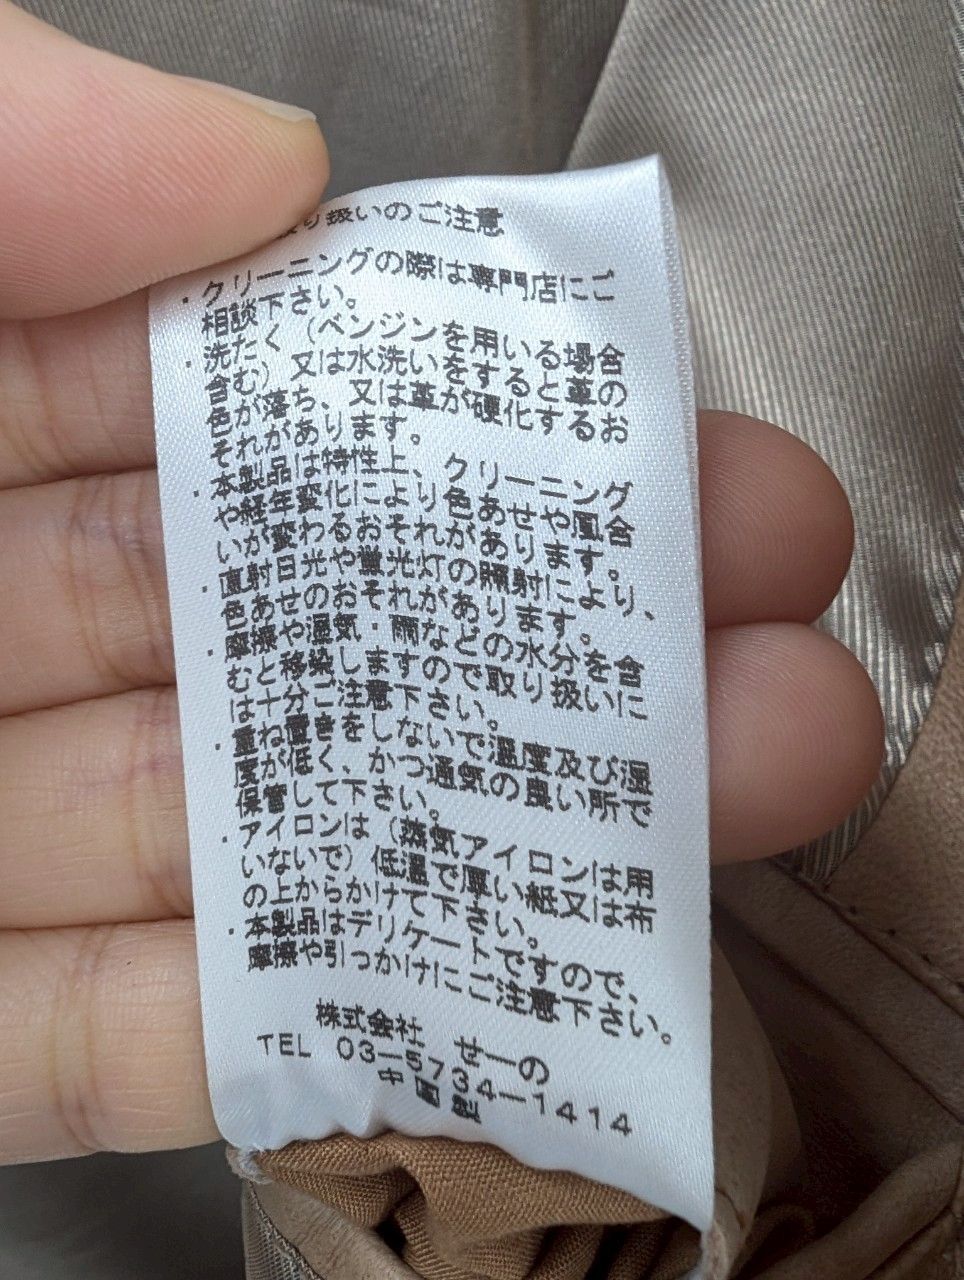 り扱いのご注意
・クリーニングの際は専門店にご
相談下さい。
・洗たく（ベンジンを用いる場合
含む）又は水洗いをすると革の
色が落ち、又は革が硬化するお
それがあります。
・本製品は特性上、クリーニング
や経年変化により色あせや風合
いが変わるおそれがあります。
・直射日光や蛍光灯の照射により、
色あせのおそれがあります。
・摩擦や湿気・雨などの水分を含
むと移染しますので取り扱いに
は十分ご注意下さい。
・重ね置きをしないで温度及び湿
度が低く、かつ通気の良い所で
保管して下さい。
・アイロンは（蒸気アイロンは用
いないで）低温で厚い紙又は布
の上からかけて下さい。
・本製品はデリケートですので、
摩擦や引っかけにご注意下さい。
株式会社　せーの
TEL 03-5734-1414
中国製